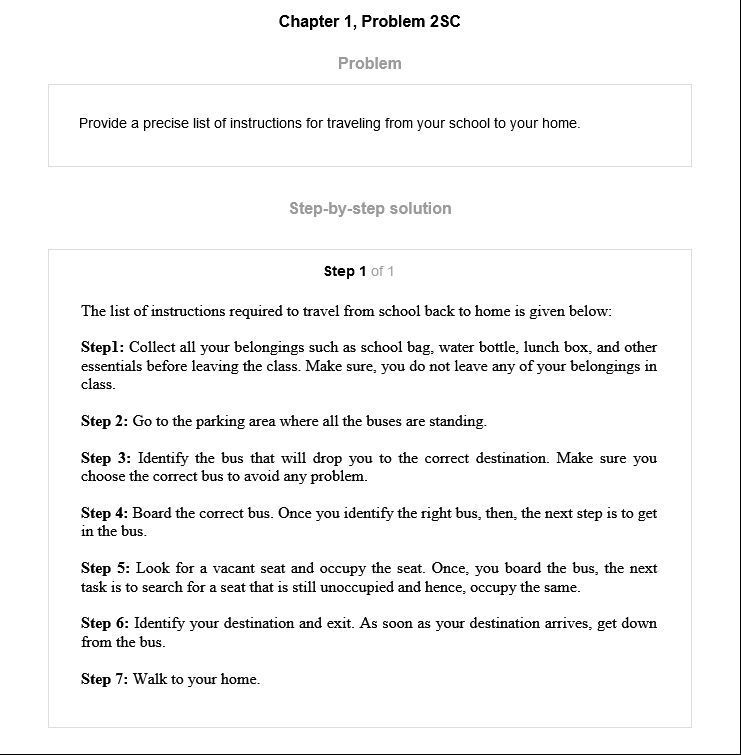 Chapter 1, Problem 2SC
Problem
Provide a precise list of instructions for traveling from your school to your home.
Step-by-step solution
Step 1 of 1
The list of instructions required to travel from school back to home is given below:
Step1: Collect all your belongings such as school bag, water bottle, lunch box, and other
essentials before leaving the class. Make sure, you do not leave any of your belongings in
class.
Step 2: Go to the parking area where all the buses are standing.
Step 3: Identify the bus that will drop you to the correct destination. Make sure you
choose the correct bus to avoid any problem.
Step 4: Board the correct bus. Once you identify the right bus, then, the next step is to get
in the bus.
Step 5: Look for a vacant seat and occupy the seat. Once, you board the bus, the next
task is to search for a seat that is still unoccupied and hence, occupy the same.
Step 6: Identify your destination and exit. As soon as your destination arrives, get down
from the bus.
Step 7: Walk to your home.